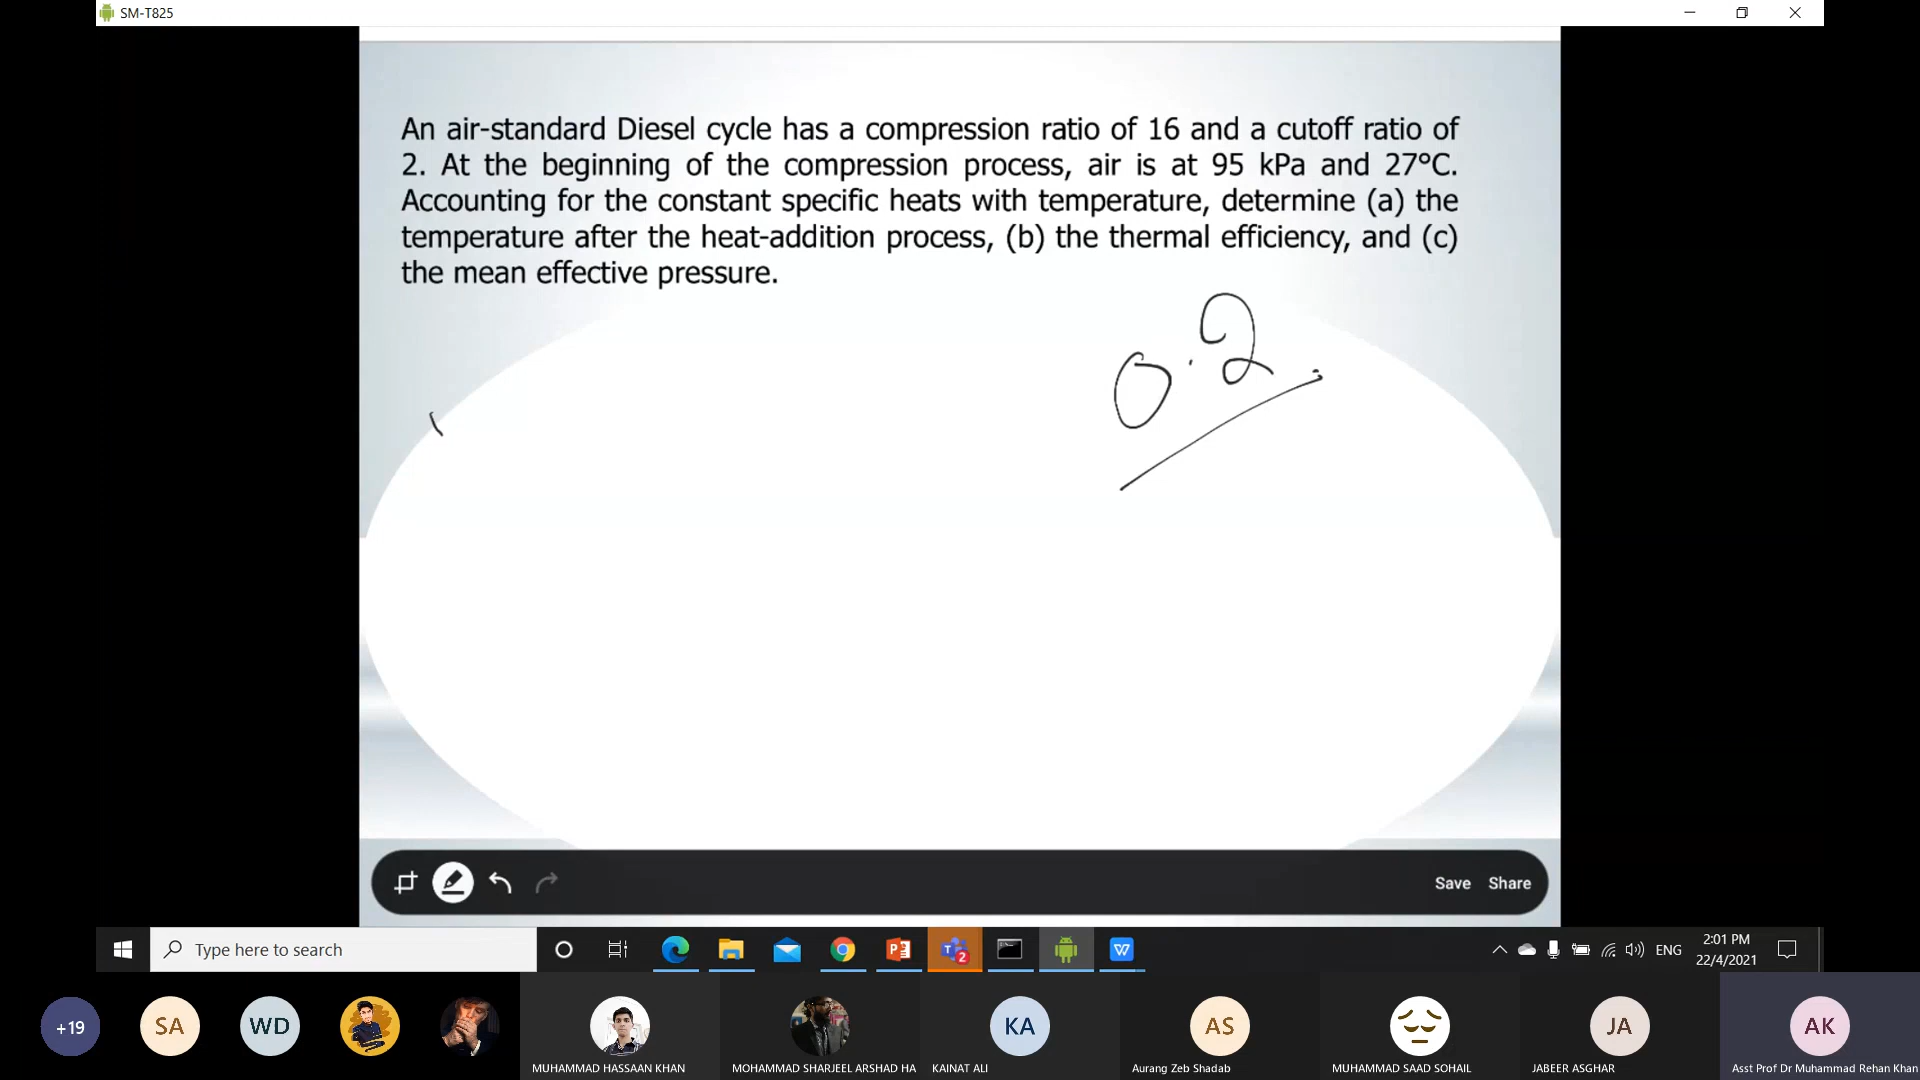 SM-T825
An air-standard Diesel cycle has a compression ratio of 16 and a cutoff ratio of
2. At the beginning of the compression process, air is at 95 kPa and 27°C.
Accounting for the constant specific heats with temperature, determine (a) the
temperature after the heat-addition process, (b) the thermal efficiency, and (c)
the mean effective pressure.
0.2
Save Share
Type here to search
2
ENG
2:01 PM
22/4/2021
+19
SA
WD
KA
AS
JA
AK
MUHAMMAD HASSAAN KHAN
MOHAMMAD SHARJEEL ARSHAD HA
KAINAT ALI
Aurang Zeb Shadab
MUHAMMAD SAAD SOHAIL
JABEER ASGHAR
Asst Prof Dr Muhammad Rehan Khan